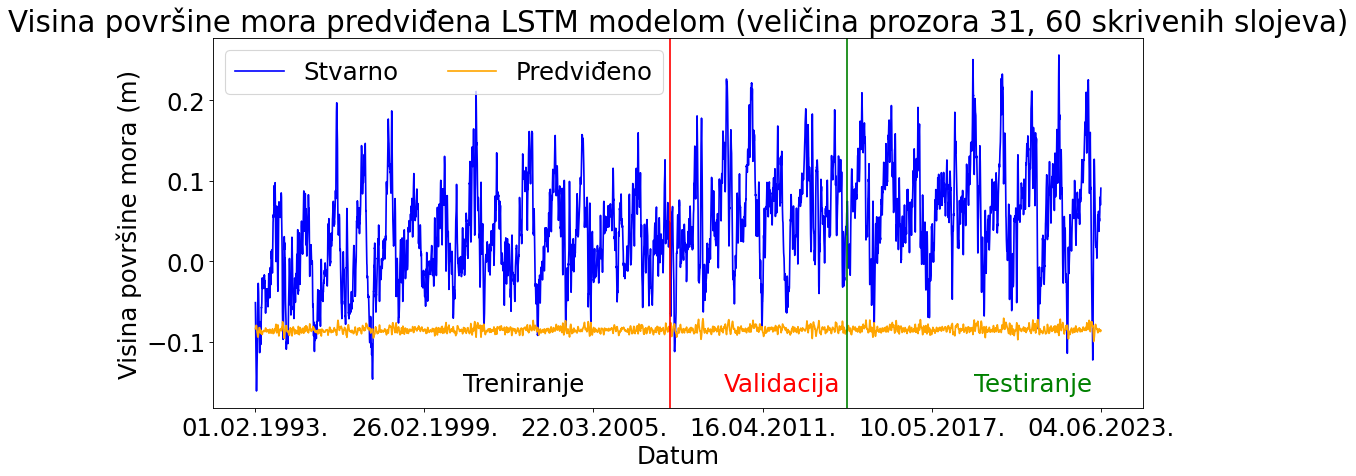 Visina površine mora predviđena LSTM modelom (veličina prozora 31, 60 skrivenih slojeva)
Stvarno
Predviđeno
Visina površine mora (m)
0.2
0.1
0.0
−0.1
Treniranje
Validacija
Testiranje
01.02.1993.
26.02.1999.
22.03.2005.
16.04.2011.
10.05.2017.
04.06.2023.
Datum